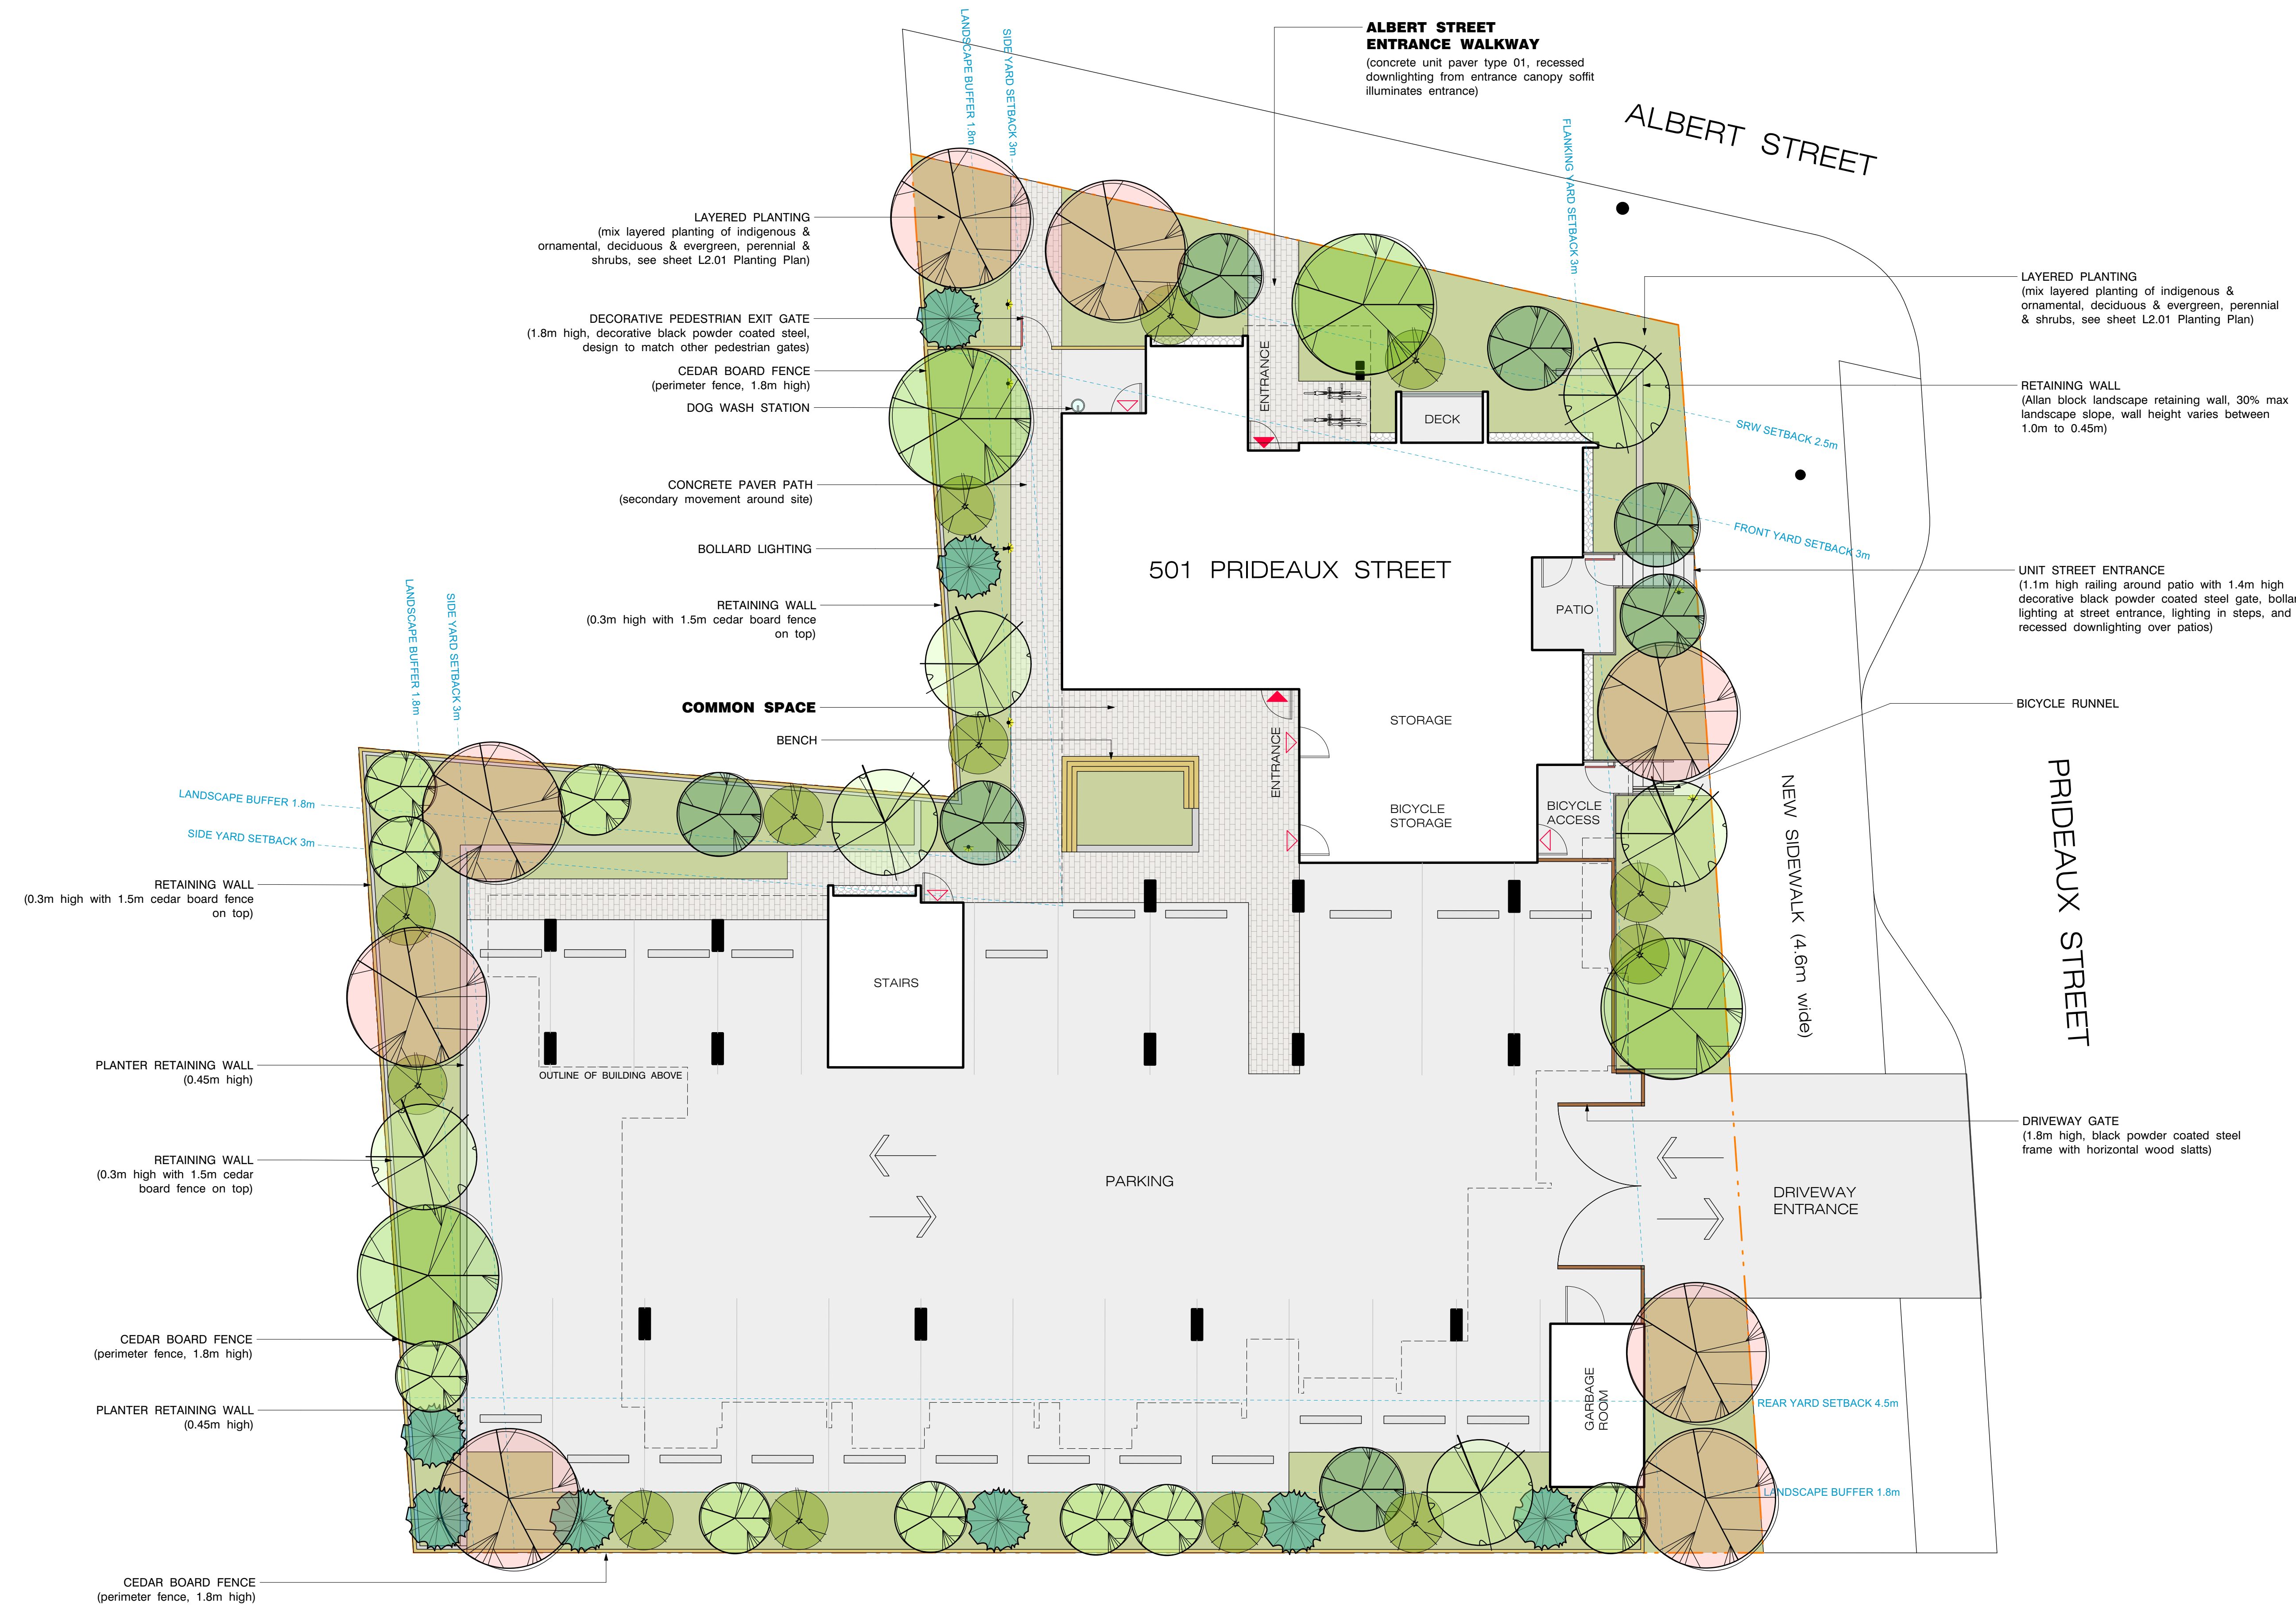 LANDSCAPE BUFFER 1.8m
SIDE YARD SETBACK 3m
ALBERT STREET
ENTRANCE WALKWAY
(concrete unit paver type 01, recessed
downlighting from entrance canopy soffit
illuminates entrance)
FLANKING YARD SETBACK 3m
ALBERT STREET
LAYERED PLANTING
(mix layered planting of indigenous &
ornamental, deciduous & evergreen, perennial &
shrubs, see sheet L2.01 Planting Plan)
DECORATIVE PEDESTRIAN EXIT GATE
(1.8m high, decorative black powder coated steel,
design to match other pedestrian gates)
CEDAR BOARD FENCE
(perimeter fence, 1.8m high)
DOG WASH STATION
CONCRETE PAVER PATH
(secondary movement around site)
BOLLARD LIGHTING
RETAINING WALL
(0.3m high with 1.5m cedar board fence
on top)
COMMON SPACE
BENCH
LAYERED PLANTING
(mix layered planting of indigenous &
ornamental, deciduous & evergreen, perennial
& shrubs, see sheet L2.01 Planting Plan)
RETAINING WALL
(Allan block landscape retaining wall, 30% max
landscape slope, wall height varies between
1.0m to 0.45m)
SRW SETBACK 2.5m
FRONT YARD SETBACK 3m
UNIT STREET ENTRANCE
(1.1m high railing around patio with 1.4m high
decorative black powder coated steel gate, bollar
lighting at street entrance, lighting in steps, and
recessed downlighting over patios)
BICYCLE RUNNEL
ENTRANCE
DECK
501 PRIDEAUX STREET
PATIO
STORAGE
ENTRANCE
BICYCLE
STORAGE
BICYCLE
ACCESS
NEW SIDEWALK (4.6m wide)
PRIDEAUX STREET
LANDSCAPE BUFFER 1.8m
SIDE YARD SETBACK 3m
LANDSCAPE BUFFER 1.8m
SIDE YARD SETBACK 3m
RETAINING WALL
(0.3m high with 1.5m cedar board fence
on top)
PLANTER RETAINING WALL
(0.45m high)
RETAINING WALL
(0.3m high with 1.5m cedar
board fence on top)
CEDAR BOARD FENCE
(perimeter fence, 1.8m high)
PLANTER RETAINING WALL
(0.45m high)
CEDAR BOARD FENCE
(perimeter fence, 1.8m high)
STAIRS
OUTLINE OF BUILDING ABOVE
PARKING
DRIVEWAY GATE
(1.8m high, black powder coated steel
frame with horizontal wood slatts)
DRIVEWAY
ENTRANCE
GARBAGE
ROOM
REAR YARD SETBACK 4.5m
LANDSCAPE BUFFER 1.8m